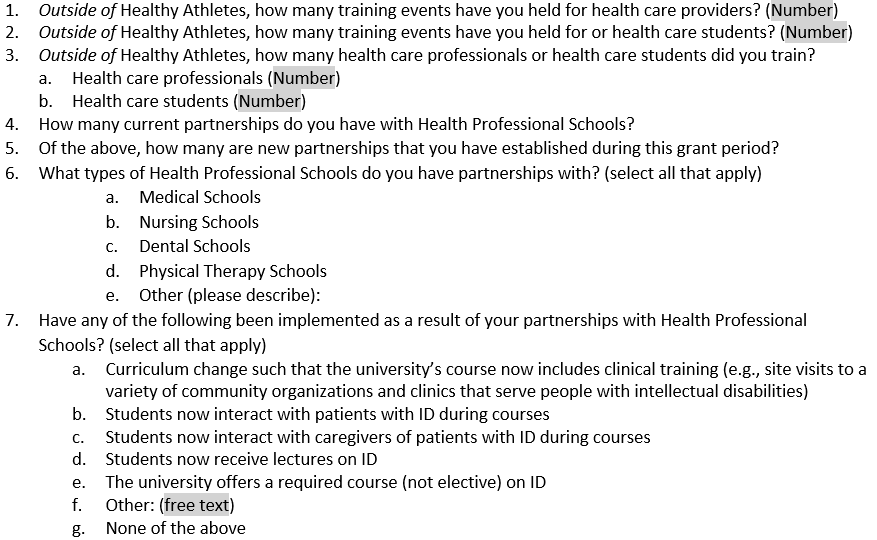 1. Outside of Healthy Athletes, how many training events have you held for health care providers? (Number)
2. Outside of Healthy Athletes, how many training events have you held for or health care students? (Number)
3. Outside of Healthy Athletes, how many health care professionals or health care students did you train?
a. Health care professionals (Number)
b. Health care students (Number)
4. How many current partnerships do you have with Health Professional Schools?
5. Of the above, how many are new partnerships that you have established during this grant period?
6. What types of Health Professional Schools do you have partnerships with? (select all that apply)
a. Medical Schools
b. Nursing Schools
c. Dental Schools
d. Physical Therapy Schools
e. Other (please describe):
7. Have any of the following been implemented as a result of your partnerships with Health Professional
Schools? (select all that apply)
a. Curriculum change such that the university's course now includes clinical training (e.g., site visits to a
variety of community organizations and clinics that serve people with intellectual disabilities)
b. Students now interact with patients with ID during courses
c. Students now interact with caregivers of patients with ID during courses
d. Students now receive lectures on ID
e. The university offers a required course (not elective) on ID
f. Other: (free text)
g. None of the above